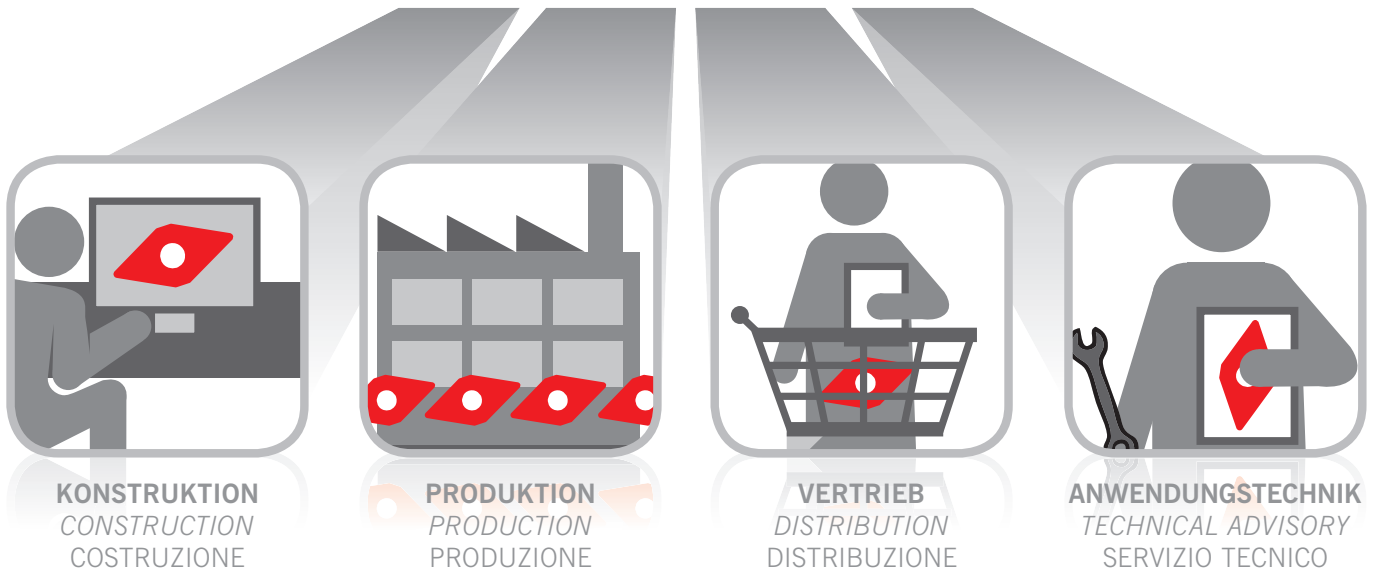 KONSTRUKTION
CONSTRUCTION
COSTRUZIONE
PRODUKTION
PRODUCTION
PRODUZIONE
VERTRIEB
DISTRIBUTION
DISTRIBUZIONE
ANWENDUNGSTECHNIK
TECHNICAL ADVISORY
SERVIZIO TECNICO